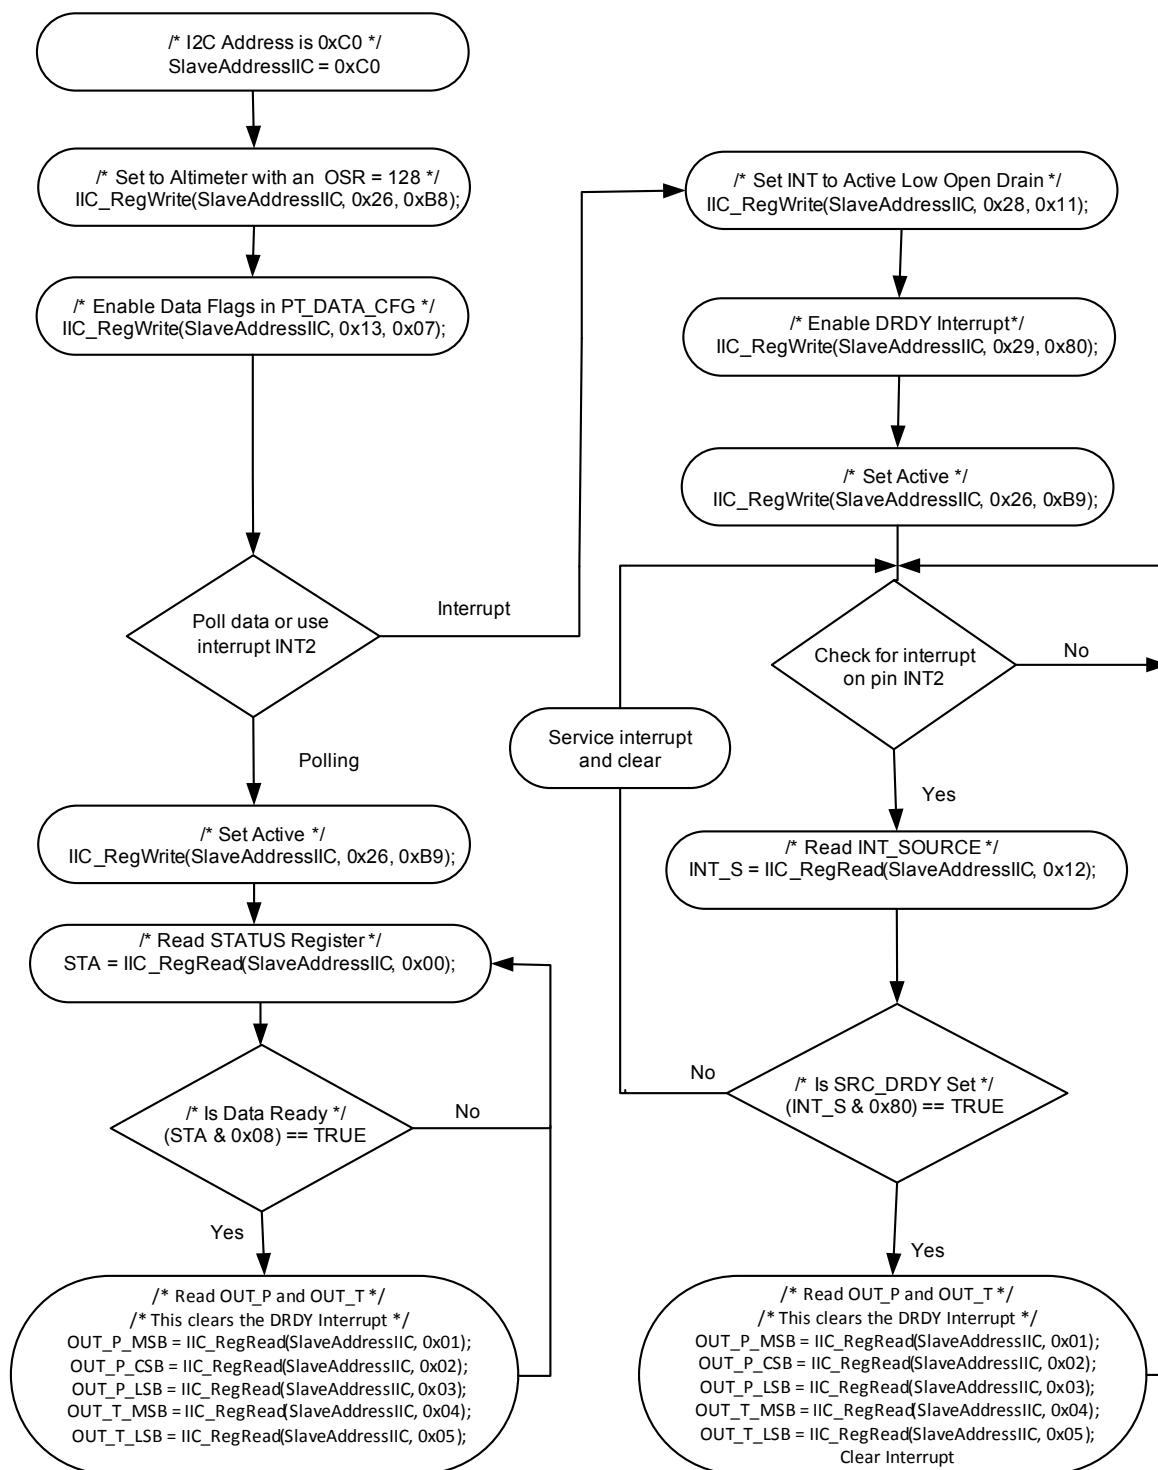 /* I2C Address is 0xC0 */
SlaveAddressIIC = 0xC0
/* Set to Altimeter with an OSR = 128 */
IIC_RegWrite(SlaveAddressIIC, 0x26, 0xB8);
/* Enable Data Flags in PT_DATA_CFG */
IIC_RegWrite(SlaveAddressIIC, 0x13, 0x07);
Poll data or use
interrupt INT2
Interrupt
Polling
/* Set Active */
IIC_RegWrite(SlaveAddressIIC, 0x26, 0xB9);
/* Read STATUS Register */
STA = IIC_RegRead(SlaveAddressIIC, 0x00);
/* Is Data Ready */
(STA & 0x08) == TRUE
No
Yes
/* Read OUT_P and OUT_T */
/* This clears the DRDY Interrupt */
OUT_P_MSB = IIC_RegRead(SlaveAddressIIC, 0x01);
OUT_P_CSB = IIC_RegRead(SlaveAddressIIC, 0x02);
OUT_P_LSB = IIC_RegRead(SlaveAddressIIC, 0x03);
OUT_T_MSB = IIC_RegRead(SlaveAddressIIC, 0x04);
OUT_T_LSB = IIC_RegRead(SlaveAddressIIC, 0x05);
/* Set INT to Active Low Open Drain */
IIC_RegWrite(SlaveAddressIIC, 0x28, 0x11);
/* Enable DRDY Interrupt*/
IIC_RegWrite(SlaveAddressIIC, 0x29, 0x80);
/* Set Active */
IIC_RegWrite(SlaveAddressIIC, 0x26, 0xB9);
Check for interrupt
on pin INT2
No
Service interrupt
and clear
Yes
/* Read INT_SOURCE */
INT_S = IIC_RegRead(SlaveAddressIIC, 0x12);
/* Is SRC_DRDY Set */
(INT_S & 0x80) == TRUE
No
Yes
/* Read OUT_P and OUT_T */
/* This clears the DRDY Interrupt */
OUT_P_MSB = IIC_RegRead(SlaveAddressIIC, 0x01);
OUT_P_CSB = IIC_RegRead(SlaveAddressIIC, 0x02);
OUT_P_LSB = IIC_RegRead(SlaveAddressIIC, 0x03);
OUT_T_MSB = IIC_RegRead(SlaveAddressIIC, 0x04);
OUT_T_LSB = IIC_RegRead(SlaveAddressIIC, 0x05);
Clear Interrupt